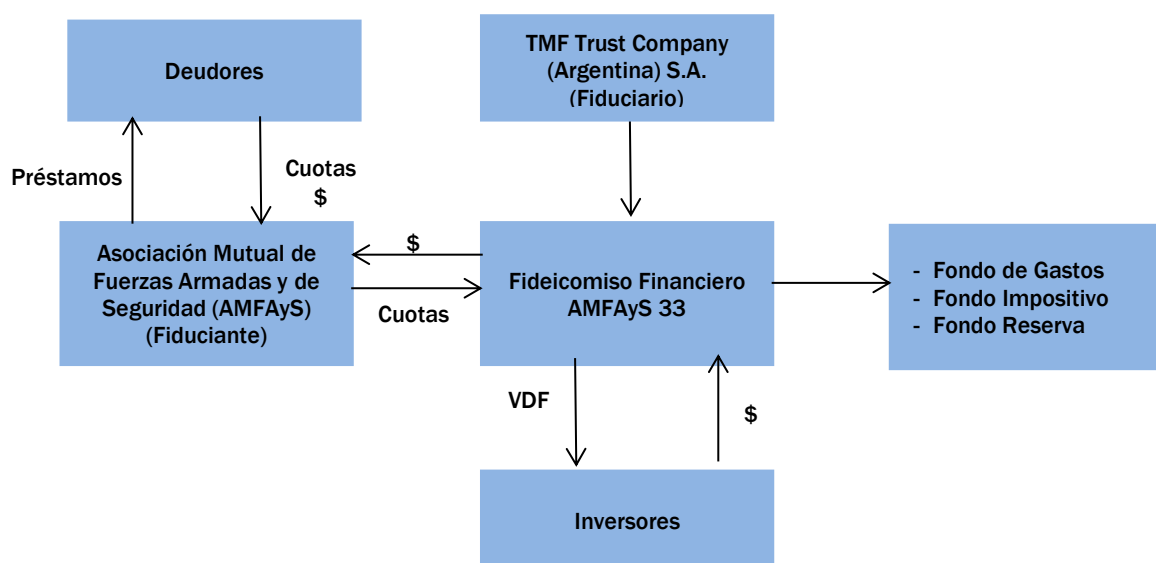 Deudores
TMF Trust Company
(Argentina) S.A.
(Fiduciario)
Préstamos
Cuotas
$
Asociación Mutual de
Fuerzas Armadas y de
Seguridad (AMFAyS)
(Fiduciante)
$
Cuotas
Fideicomiso Financiero
AMFAyS 33
- Fondo de Gastos
- Fondo Impositivo
- Fondo Reserva
VDF
$
Inversores